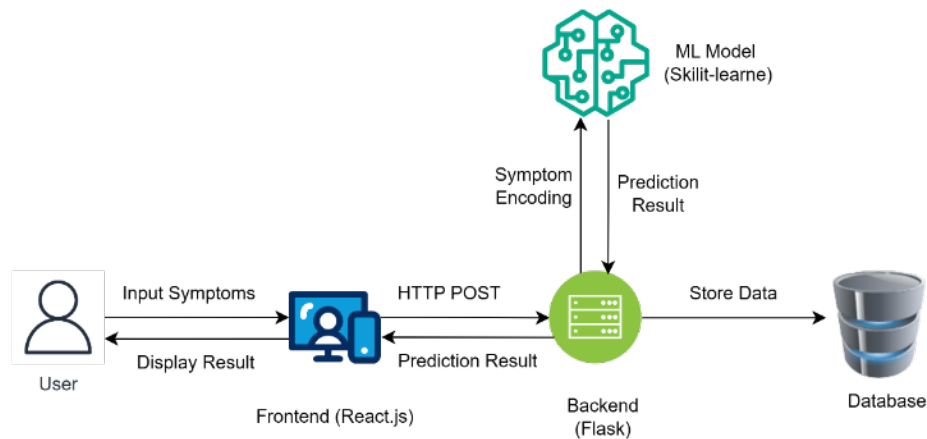 ML Model
(Skilit-learne)
Symptom
Encoding
Prediction
Result
Input Symptoms
HTTP POST
Store Data
Display Result
Prediction Result
User
Frontend (React.js)
Backend
(Flask)
Database